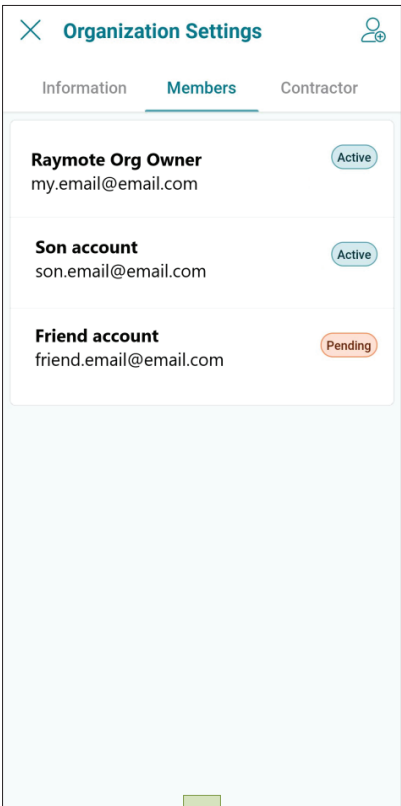 Organization Settings
Information Members Contractor
Raymote Org Owner Active
my.email@email.com
Son account Active
son.email@email.com
Friend account Pending
friend.email@email.com